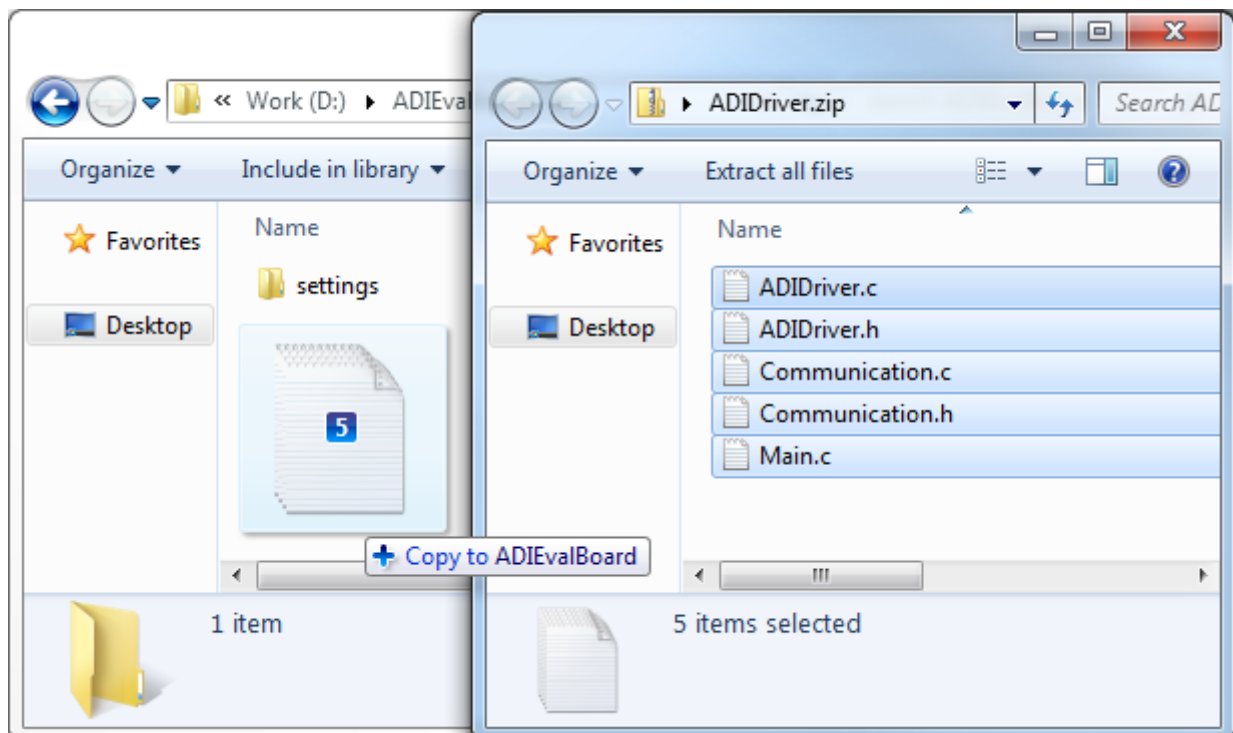 « Work (D:) ADIEval
Organize Include in library
Favorites
Desktop
Name
settings
5
Copy to ADIEvalBoard
1 item
ADIDriver.zip
Search AD
Organize Extract all files
Favorites
Desktop
Name
ADIDriver.c
ADIDriver.h
Communication.c
Communication.h
Main.c
5 items selected